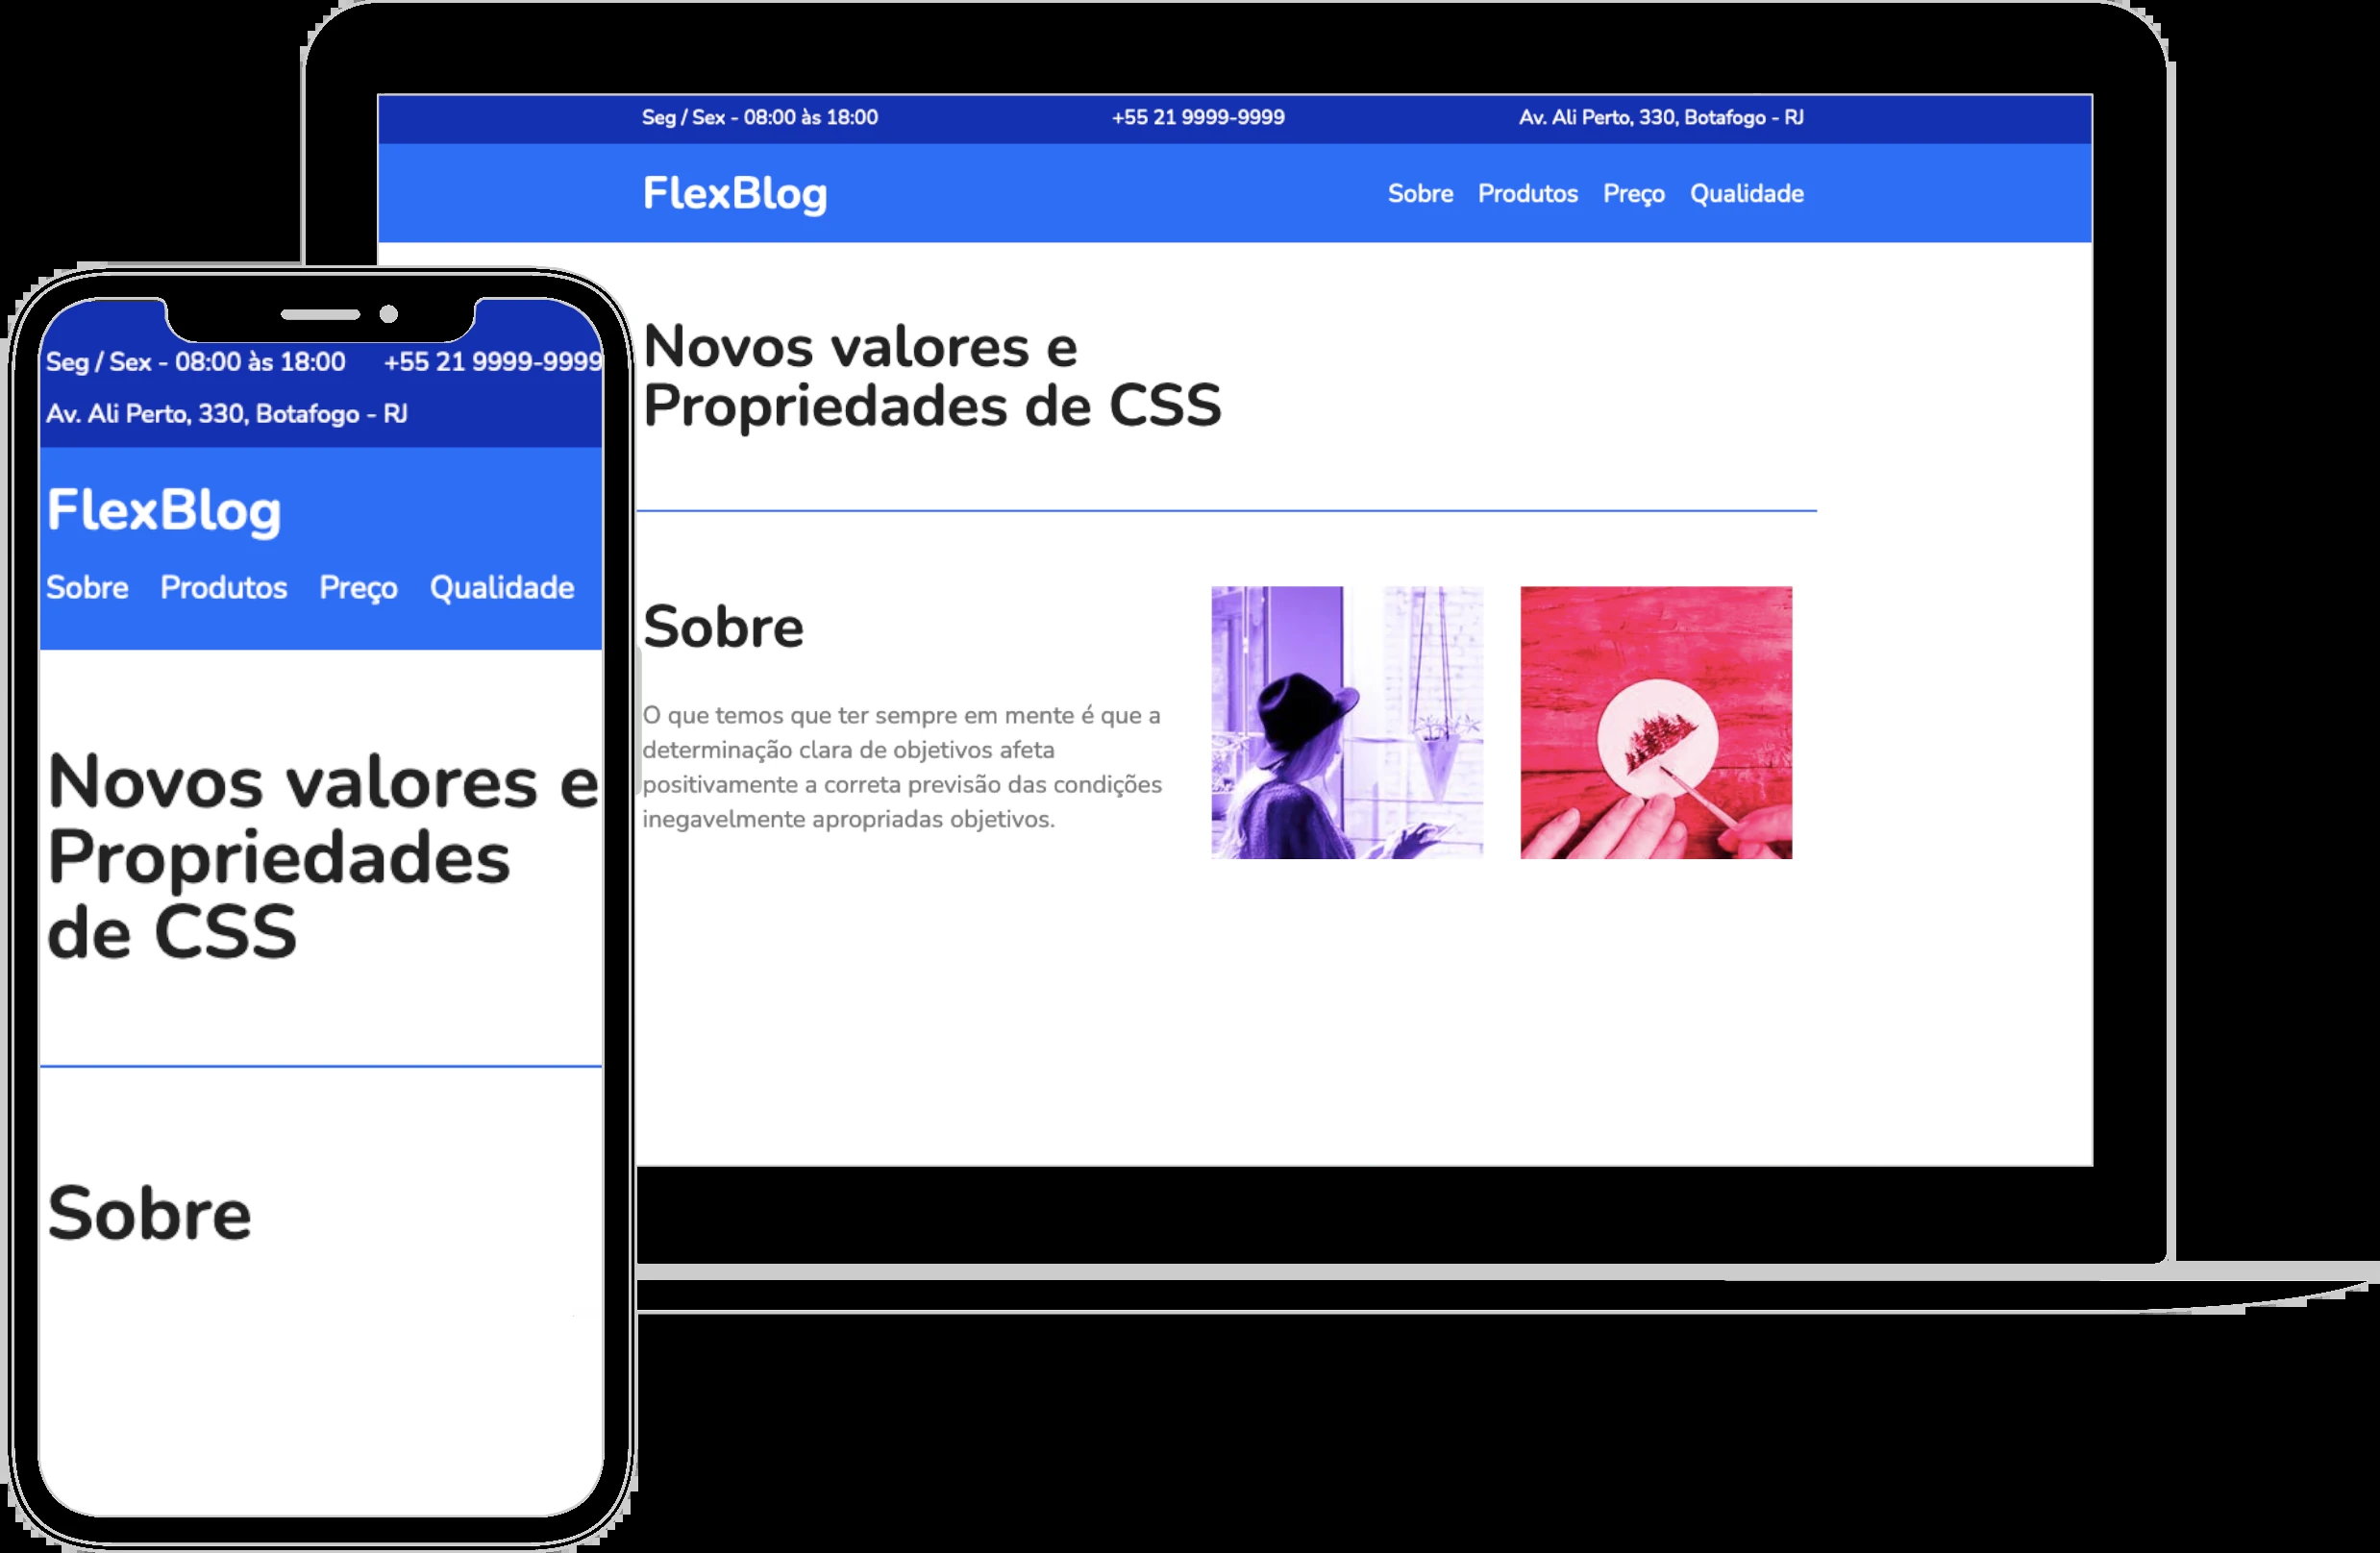 Seg / Sex - 08:00 às 18:00 +55 21 9999-9999 Av. Ali Perto, 330, Botafogo - RJ
FlexBlog Sobre Produtos Preço Qualidade
Novos valores e
Propriedades de CSS
Sobre
O que temos que ter sempre em mente é que a
determinação clara de objetivos afeta
positivamente a correta previsão das condições
inegavelmente apropriadas objetivos.
Seg / Sex - 08:00 às 18:00 +55 21 9999-9999
Av. Ali Perto, 330, Botafogo - RJ
FlexBlog
Sobre Produtos Preço Qualidade
Novos valores e
Propriedades
de CSS
Sobre